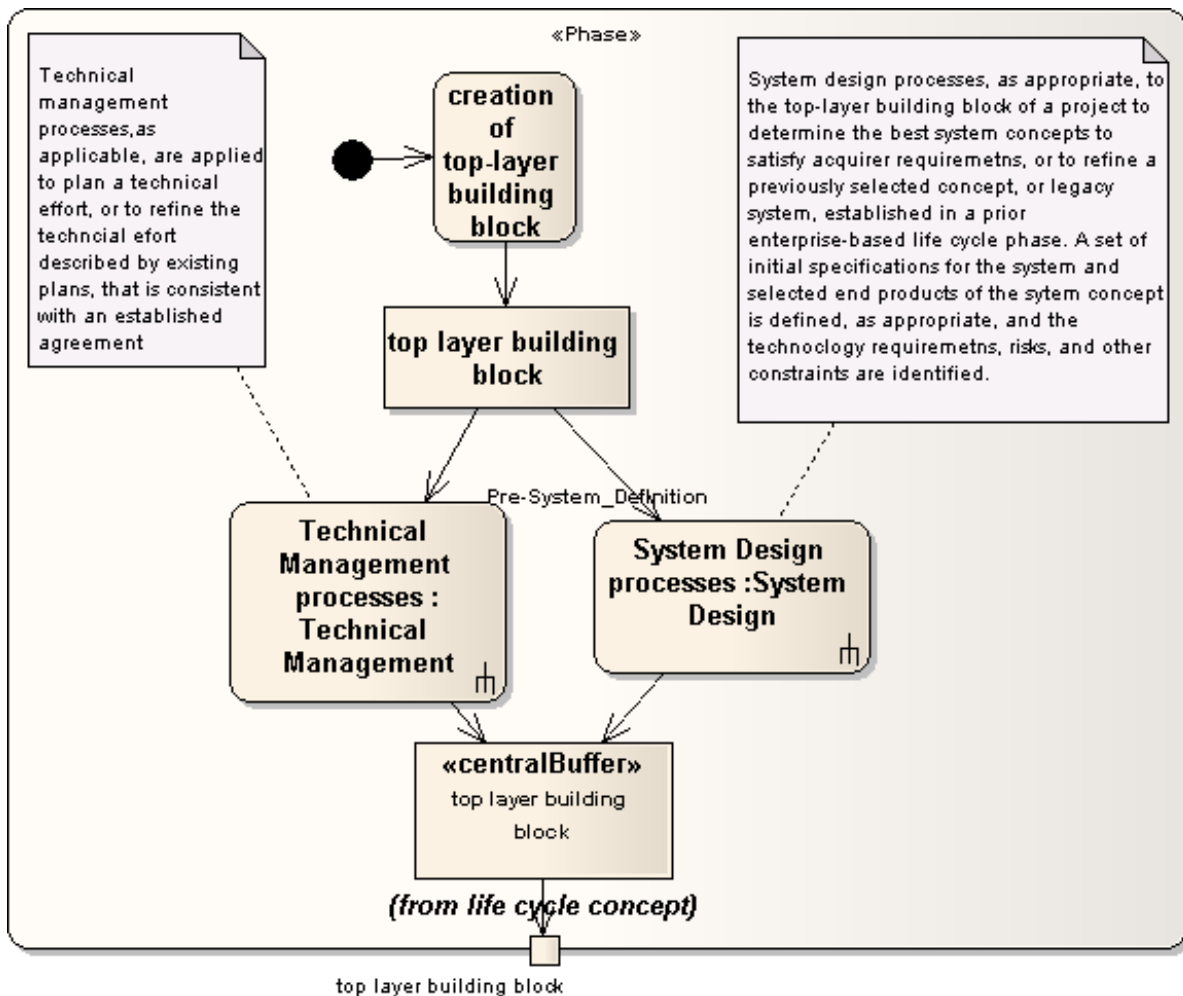 «Phase»
Technical
management
processes,as
applicable, are applied
to plan a technical
effort, or to refine the
techncial efort
described by existing
plans, that is consistent
with an established
agreement
creation
of
top-layer
building
block
System design processes, as appropriate, to
the top-layer building block of a project to
determine the best system concepts to
satisfy acquirer requiremetns, or to refine a
previously selected concept, or legacy
system, established in a prior
enterprise-based life cycle phase. A set of
initial specifications for the system and
selected end products of the sytem concept
is defined, as appropriate, and the
technoclogy requiremetns, risks, and other
constraints are identified.
top layer building
block
Pre-System_Definition
Technical
Management
processes :
Technical
Management
System Design
processes :System
Design
«centralBuffer»
top layer building
block
(from life cycle concept)
top layer building block